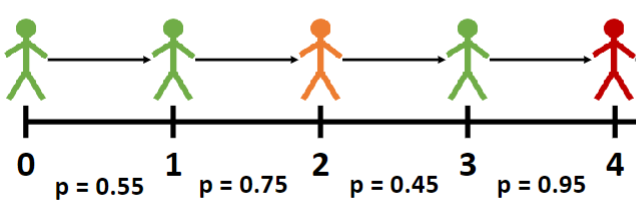 0 1 2 3 4
p = 0.55 p = 0.75 p = 0.45 p = 0.95